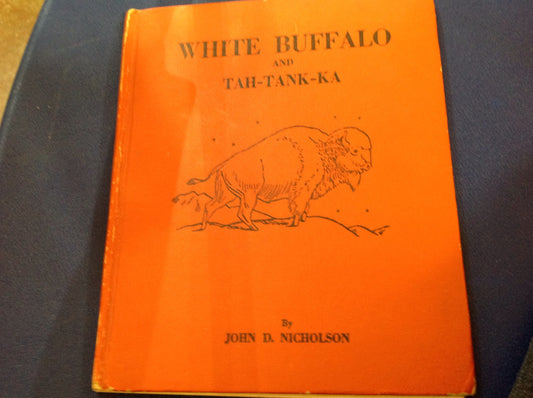 WHITE BUFFALO
AND
TAH-TANK-KA
By
JOHN D. NICHOLSON